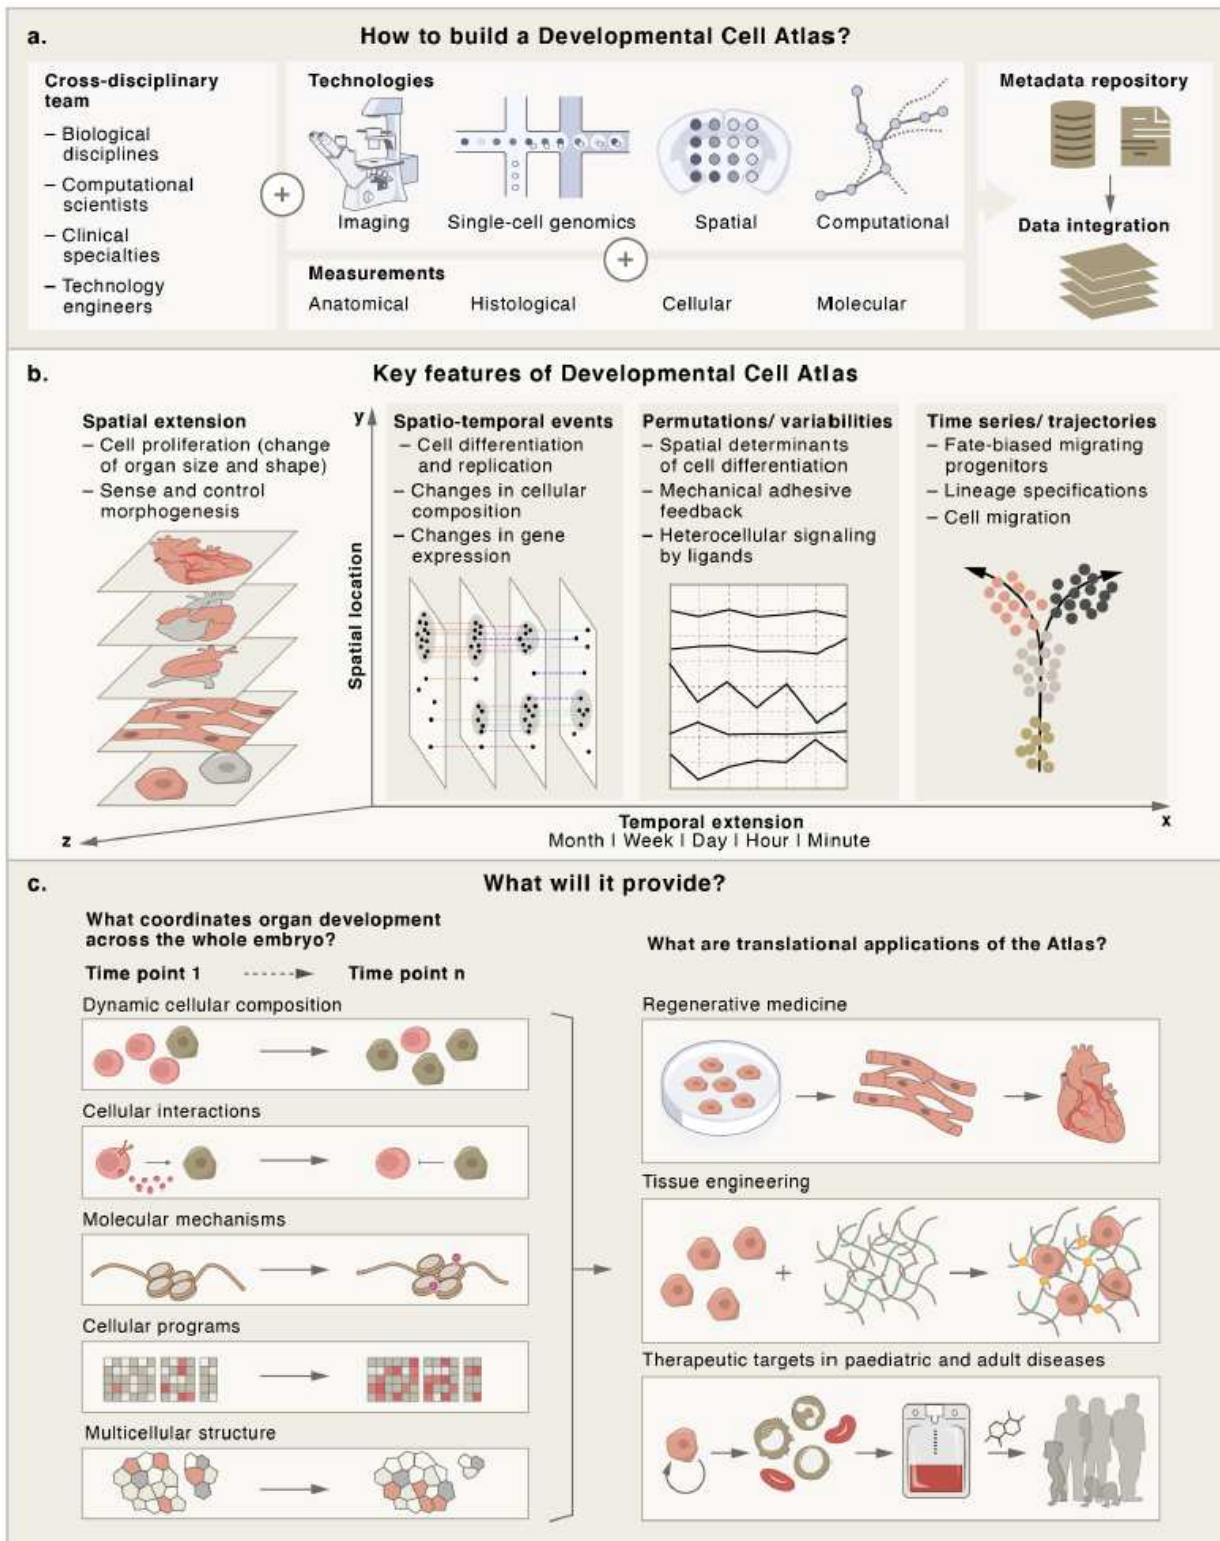 a.
How to build a Developmental Cell Atlas?
Cross-disciplinary
team
– Biological
disciplines
– Computational
scientists
– Clinical
specialties
– Technology
engineers
+
Technologies
Imaging
Single-cell genomics
Spatial
Computational
+
Measurements
Anatomical
Histological
Cellular
Molecular
Metadata repository
Data integration
b.
Key features of Developmental Cell Atlas
Spatial extension
– Cell proliferation (change
of organ size and shape)
– Sense and control
morphogenesis
y
Spatial location
Spatio-temporal events
– Cell differentiation
and replication
– Changes in cellular
composition
– Changes in gene
expression
Permutations/ variabilities
– Spatial determinants
of cell differentiation
– Mechanical adhesive
feedback
– Heterocellular signaling
by ligands
Time series/ trajectories
– Fate-biased migrating
progenitors
– Lineage specifications
– Cell migration
z
Temporal extension
x
Month I Week I Day I Hour I Minute
c.
What will it provide?
What coordinates organ development
across the whole embryo?
Time point 1
Time point n
Dynamic cellular composition
Cellular interactions
Molecular mechanisms
Cellular programs
Multicellular structure
What are translational applications of the Atlas?
Regenerative medicine
Tissue engineering
+
Therapeutic targets in paediatric and adult diseases